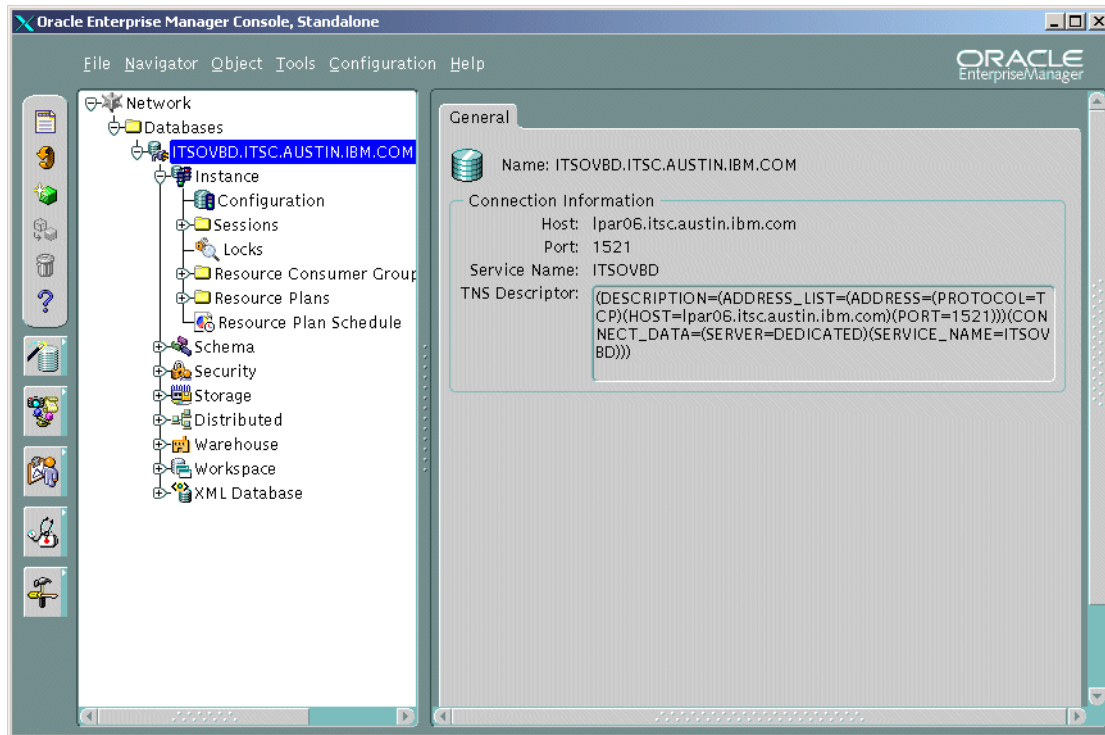 Oracle Enterprise Manager Console, Standalone
File Navigator Object Tools Configuration Help
ORACLE
EnterpriseManager
Network
Databases
ITSOVBD.ITSC.AUSTIN.IBM.COM
Instance
Configuration
Sessions
Locks
Resource Consumer Group
Resource Plans
Resource Plan Schedule
Schema
Security
Storage
Distributed
Warehouse
Workspace
XML Database
General
Name: ITSOVBD.ITSC.AUSTIN.IBM.COM
Connection Information
Host: lpar06.itsc.austin.ibm.com
Port: 1521
Service Name: ITSOVBD
TNS Descriptor: (DESCRIPTION=(ADDRESS_LIST=(ADDRESS=(PROTOCOL=T
CP)(HOST=lpar06.itsc.austin.ibm.com)(PORT=1521)))(CON
NECT_DATA=(SERVER=DEDICATED)(SERVICE_NAME=ITSOV
BD)))